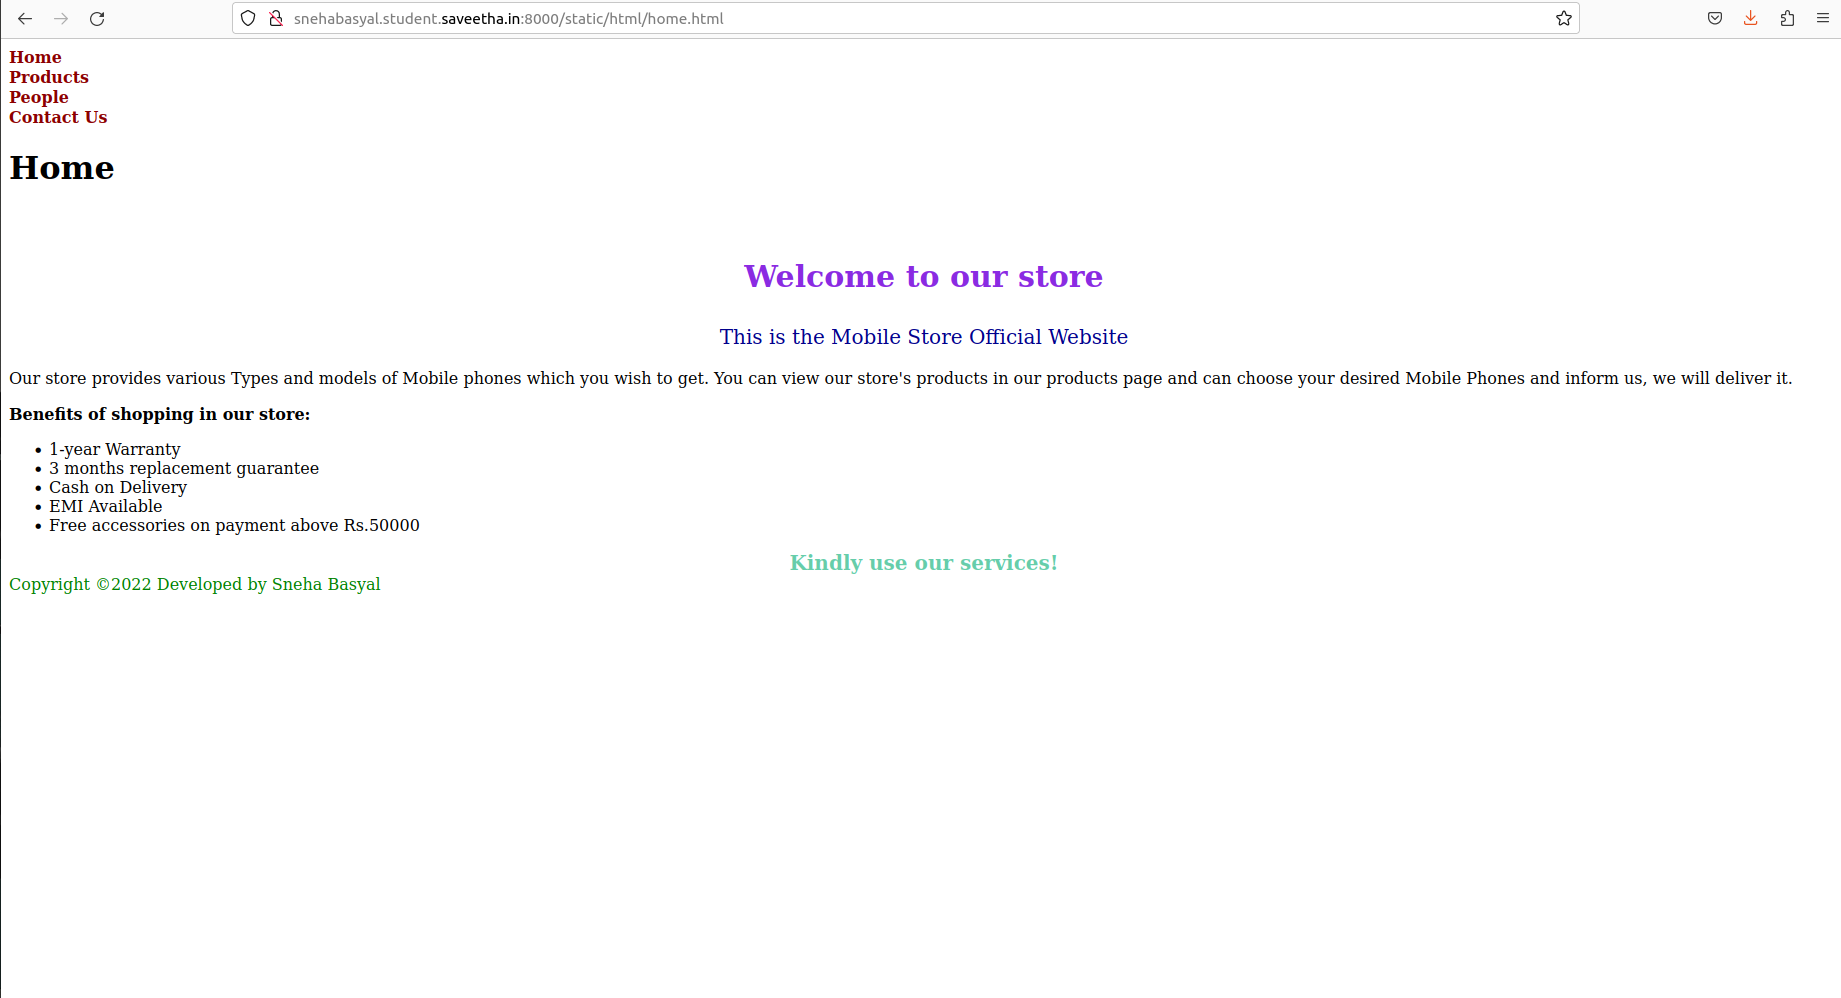 snehabasyal.student.saveetha.in:8000/static/html/home.html
Home
Products
People
Contact Us
Home
Welcome to our store
This is the Mobile Store Official Website
Our store provides various Types and models of Mobile phones which you wish to get. You can view our store's products in our products page and can choose your desired Mobile Phones and inform us, we will deliver it.
Benefits of shopping in our store:
• 1-year Warranty
• 3 months replacement guarantee
• Cash on Delivery
• EMI Available
• Free accessories on payment above Rs.50000
Kindly use our services!
Copyright ©2022 Developed by Sneha Basyal